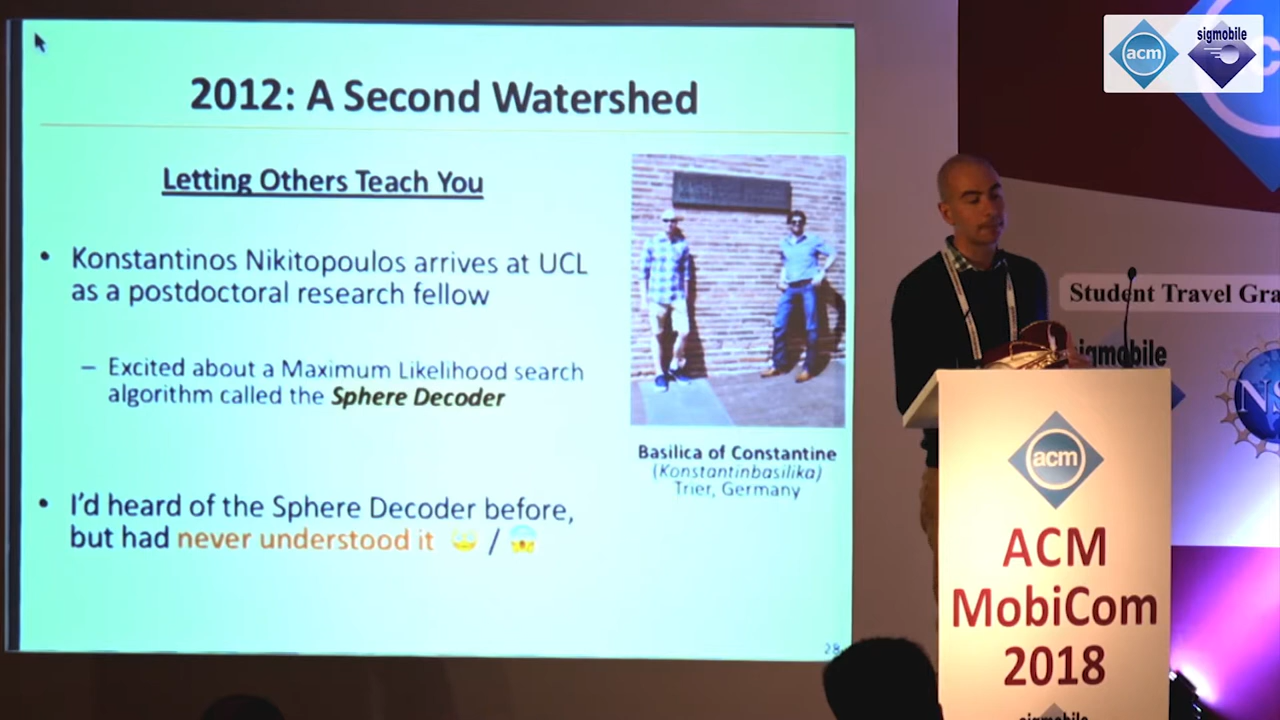 2012: A Second Watershed
Letting Others Teach You
• Konstantinos Nikitopoulos arrives at UCL
as a postdoctoral research fellow
– Excited about a Maximum Likelihood search
algorithm called the Sphere Decoder
• I'd heard of the Sphere Decoder before,
but had never understood it 😇 / 😱
Basilica of Constantine
(Konstantinbasilika)
Trier, Germany
28
acm
sigmobile
Student Travel Gra
sigmobile
NS
acm
ACM
MobiCom
2018
sigmobile